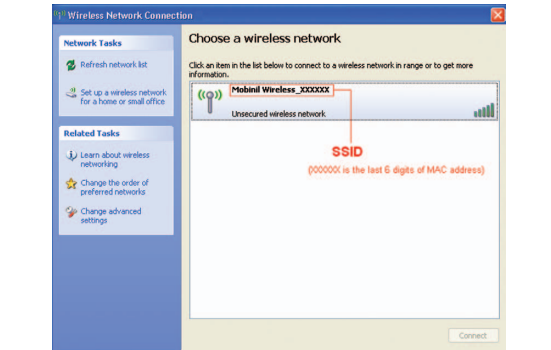 Wireless Network Connection
Choose a wireless network
Network Tasks
Refresh network list
Set up a wireless network
for a home or small office
Related Tasks
Learn about wireless
networking
Change the order of
preferred networks
Change advanced
settings
Click an item in the list below to connect to a wireless network in range or to get more
information.
Mobinil Wireless_XXXXXX
Unsecured wireless network
SSID
(XXXXXX is the last 6 digits of MAC address)
Connect